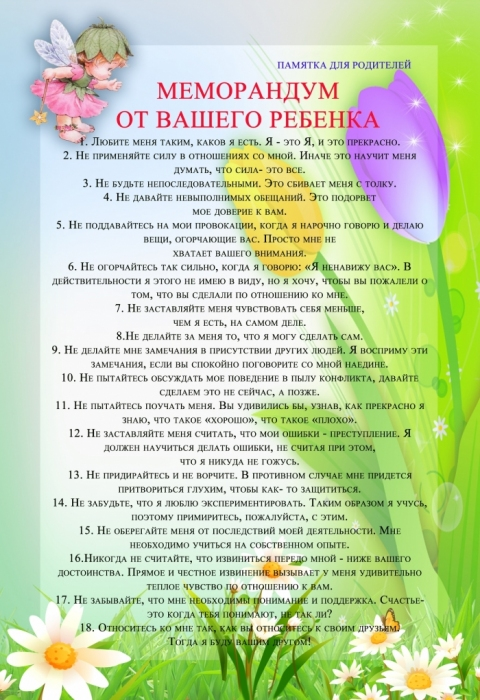 ПАМЯТКА ДЛЯ РОДИТЕЛЕЙ
МЕМОРАНДУМ
ОТ ВАШЕГО РЕБЕНКА
1. Любите меня таким, каков я есть. Я - это Я, и это прекрасно.
2. Не применяйте силу в отношениях со мной. Иначе это научит меня
думать, что сила- это все.
3. Не будьте непоследовательными. Это сбивает меня с толку.
4. Не давайте невыполнимых обещаний. Это подорвет
мое доверие к вам.
5. Не поддавайтесь на мои провокации, когда я нарочно говорю и делаю
вещи, огорчающие вас. Просто мне не
хватает вашего внимания.
6. Не огорчайтесь так сильно, когда я говорю: «Я ненавижу вас». В
действительности я этого не имею в виду, но я хочу, чтобы вы пожалели о
том, что вы сделали по отношению ко мне.
7. Не заставляйте меня чувствовать себя меньше,
чем я есть, на самом деле.
8.Не делайте за меня то, что я могу сделать сам.
9. Не делайте мне замечания в присутствии других людей. Я восприму эти
замечания, если вы спокойно поговорите со мной наедине.
10. Не пытайтесь обсуждать мое поведение в пылу конфликта, давайте
сделаем это не сейчас, а позже.
11. Не пытайтесь поучать меня. Вы удивились бы, узнав, как прекрасно я
знаю, что такое «хорошо», что такое «плохо».
12. Не заставляйте меня считать, что мои ошибки - преступление. Я
должен научиться делать ошибки, не считая при этом,
что я никуда не гожусь.
13. Не придирайтесь и не ворчите. В противном случае мне придется
притвориться глухим, чтобы как- то защититься.
14. Не забудьте, что я люблю экспериментировать. Таким образом я учусь,
поэтому примиритесь, пожалуйста, с этим.
15. Не оберегайте меня от последствий моей деятельности. Мне
необходимо учиться на собственном опыте.
16.Никогда не считайте, что извиниться передо мной - ниже вашего
достоинства. Прямое и честное извинение вызывает у меня удивительно
теплое чувство по отношению к вам.
17. Не забывайте, что мне необходимы понимание и поддержка. Счастье-
это когда тебя понимают, не так ли?
18. Относитесь ко мне так, как вы относитесь к своим друзьям.
Тогда я буду вашим другом!